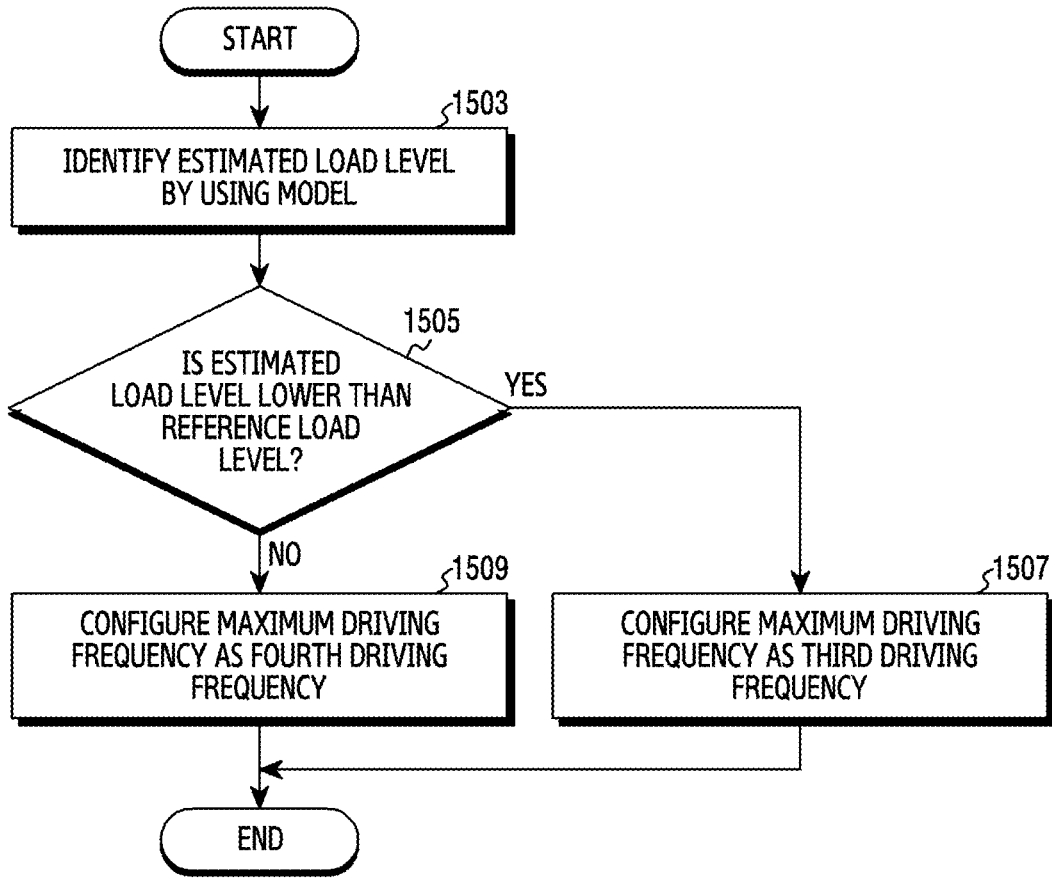 START
1503
IDENTIFY ESTIMATED LOAD LEVEL
BY USING MODEL
1505
IS ESTIMATED
LOAD LEVEL LOWER THAN
REFERENCE LOAD
LEVEL?
YES
NO
1509
CONFIGURE MAXIMUM DRIVING
FREQUENCY AS FOURTH DRIVING
FREQUENCY
1507
CONFIGURE MAXIMUM DRIVING
FREQUENCY AS THIRD DRIVING
FREQUENCY
END